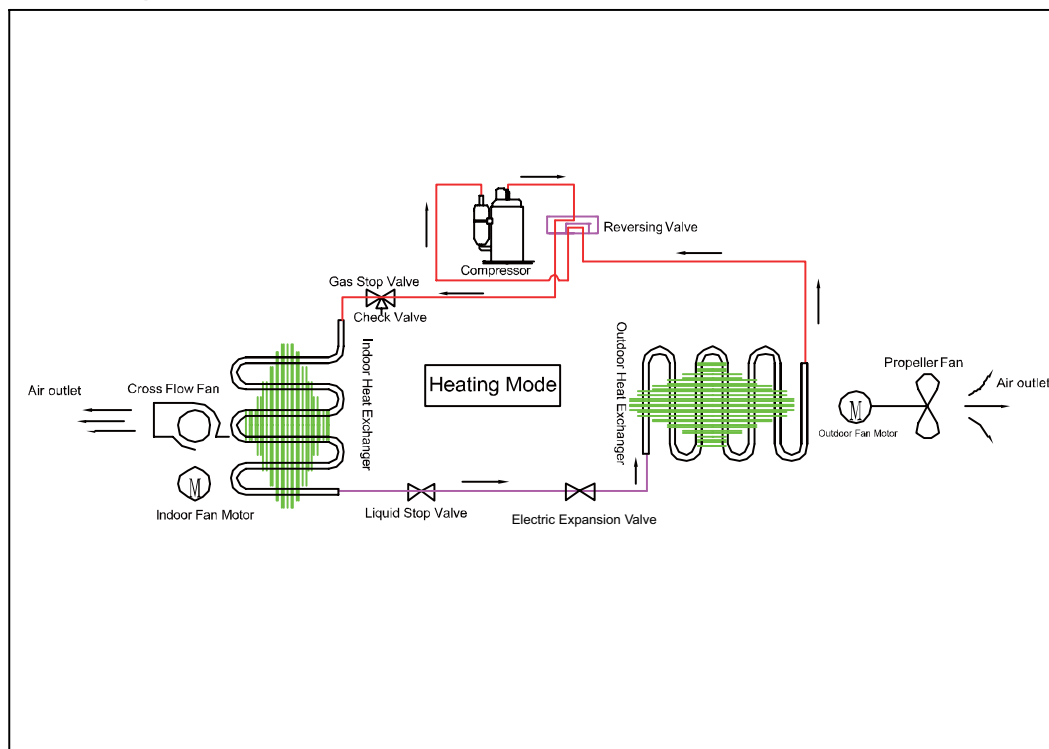 Reversing Valve
Compressor
Gas Stop Valve
Check Valve
Indoor Heat Exchanger
Outdoor Heat Exchanger
Heating Mode
Propeller Fan
Air outlet
Cross Flow Fan
Air outlet
M
Outdoor Fan Motor
M
Indoor Fan Motor
Liquid Stop Valve
Electric Expansion Valve